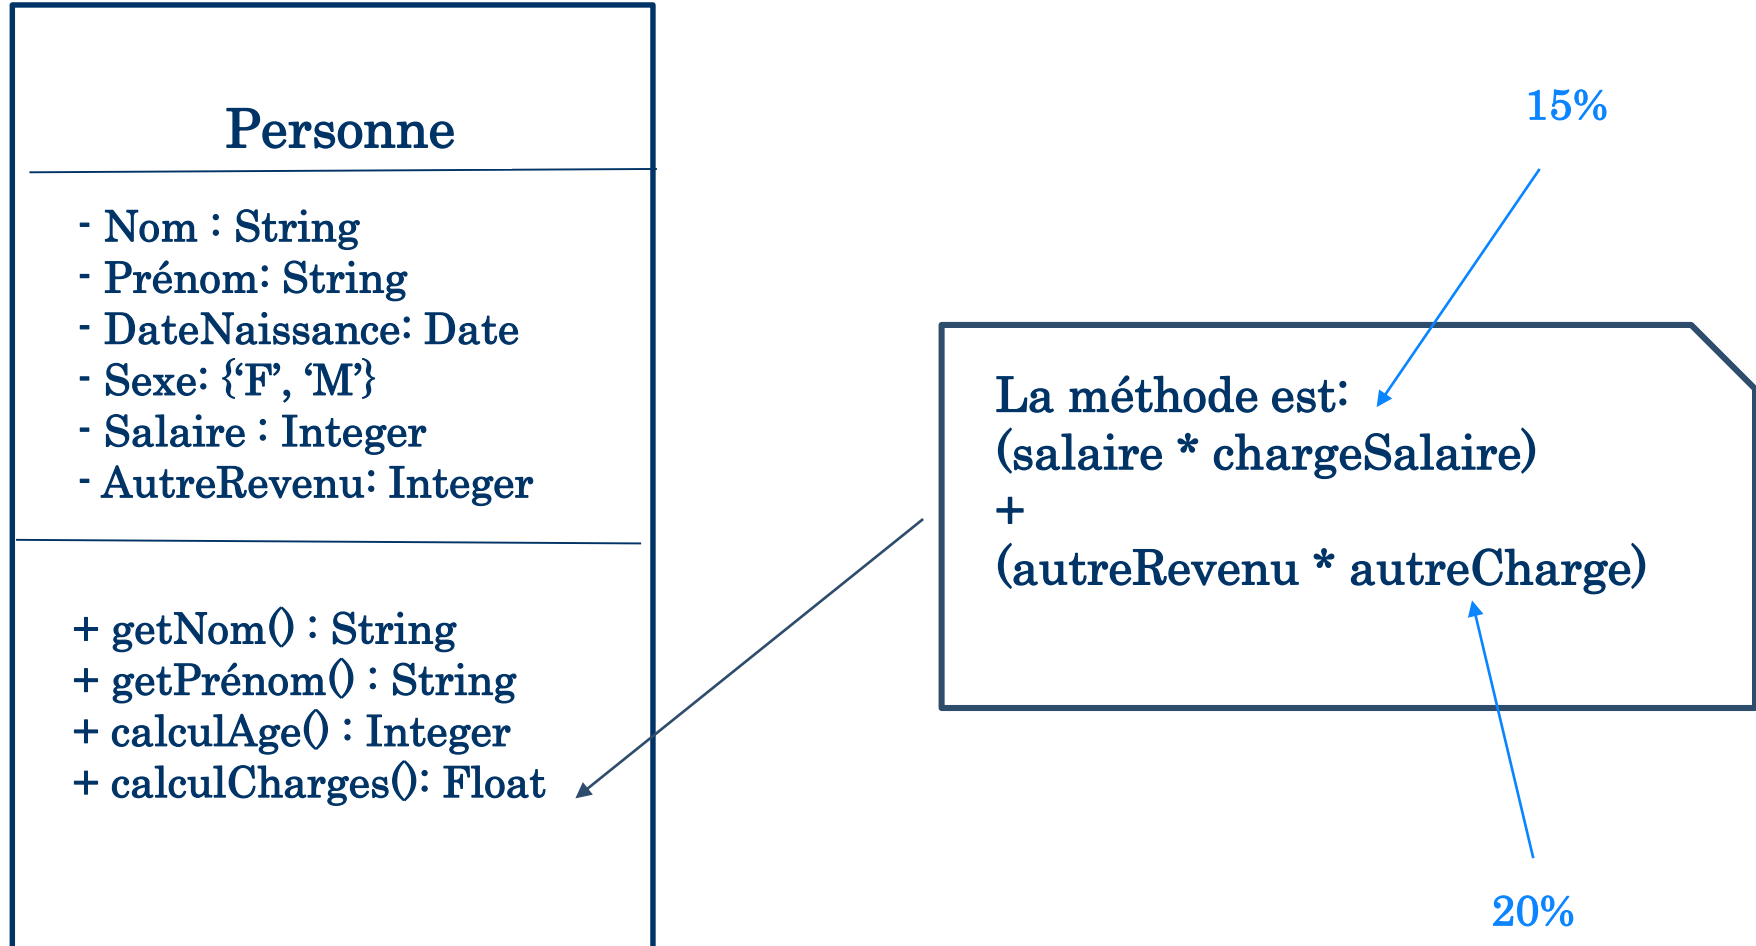 Personne
- Nom : String
- Prénom: String
- DateNaissance: Date
- Sexe: {‘F’, ‘M’}
- Salaire : Integer
- AutreRevenu: Integer
+ getNom() : String
+ getPrénom() : String
+ calculAge() : Integer
+ calculCharges(): Float
15%
La méthode est:
(salaire * chargeSalaire)
+
(autreRevenu * autreCharge)
20%